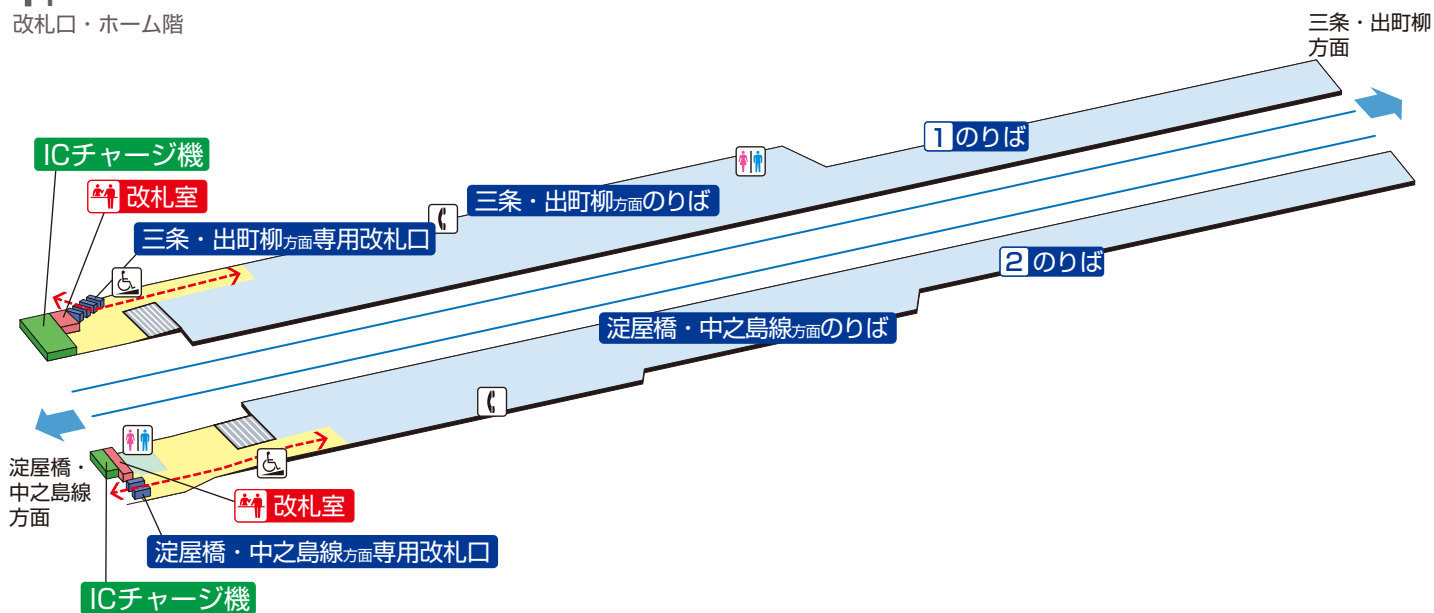 改札口・ホーム階
三条・出町柳
方面
1 のりば
ICチャージ機
改札室
三条・出町柳方面のりば
三条・出町柳方面専用改札口
2 のりば
淀屋橋・中之島線方面のりば
淀屋橋・
中之島線
方面
改札室
淀屋橋・中之島線方面専用改札口
ICチャージ機